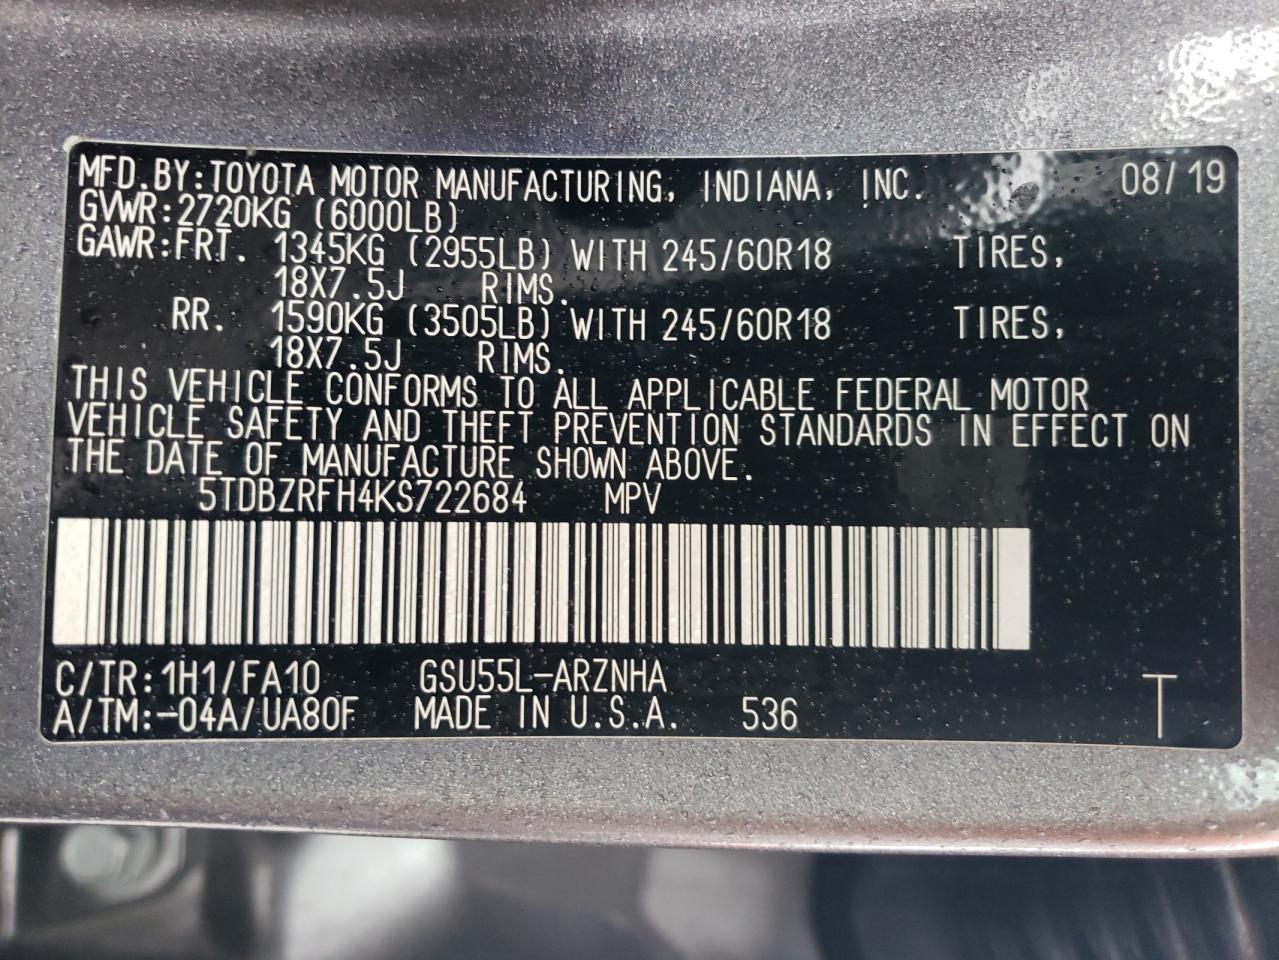 MFD.BY:TOYOTA MOTOR MANUFACTURING, INDIANA, INC. 08/19
GVWR:2720KG (6000LB)
GAWR:FRT. 1345KG (2955LB) WITH 245/60R18 TIRES,
18X7.5J RIMS.
RR. 1590KG (3505LB) WITH 245/60R18 TIRES,
18X7.5J RIMS.
THIS VEHICLE CONFORMS TO ALL APPLICABLE FEDERAL MOTOR
VEHICLE SAFETY AND THEFT PREVENTION STANDARDS IN EFFECT ON
THE DATE OF MANUFACTURE SHOWN ABOVE.
5TDBZRFH4KS722684 MPV
C/TR:1H1/FA10 GSU55L-ARZNHA
A/TM:-04A/UA80F MADE IN U.S.A. 536 T